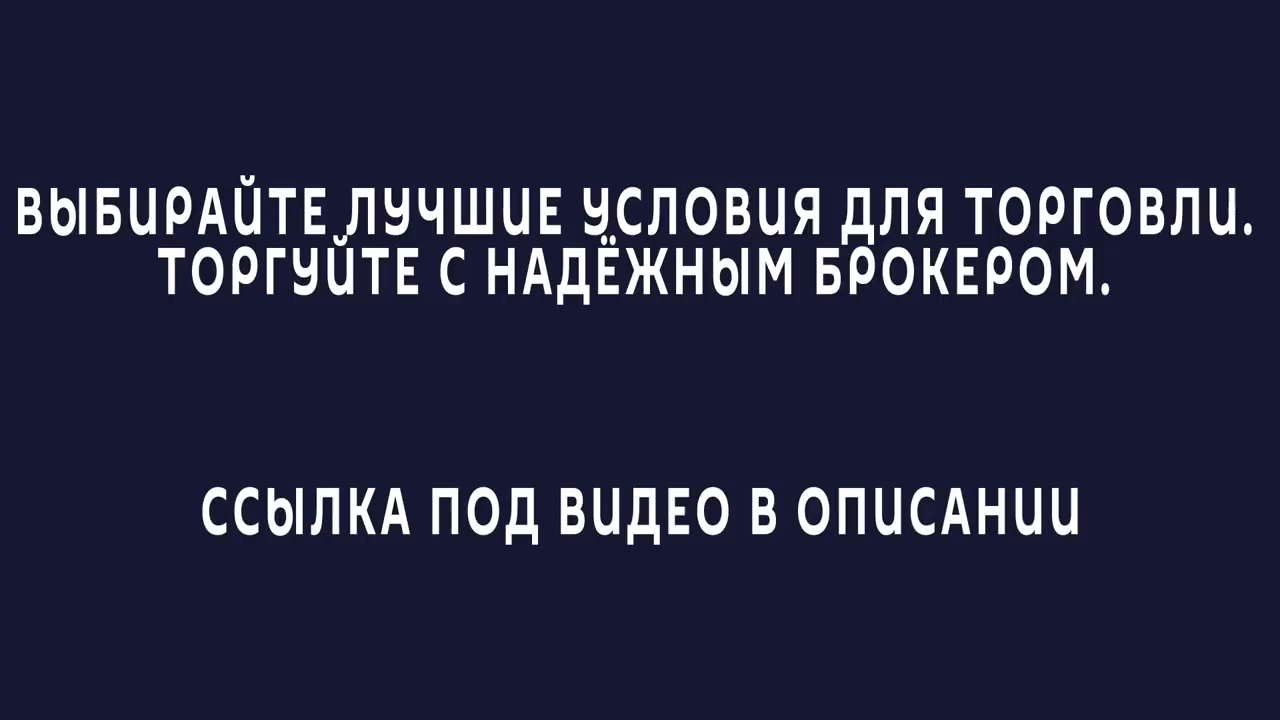 ВЫБИРАЙТЕ ЛУЧШИЕ УСЛОВИЯ ДЛЯ ТОРГОВЛИ.
ТОРГУЙТЕ С НАДЁЖНЫМ БРОКЕРОМ.
ССЫЛКА ПОД ВИДЕО В ОПИСАНИИ